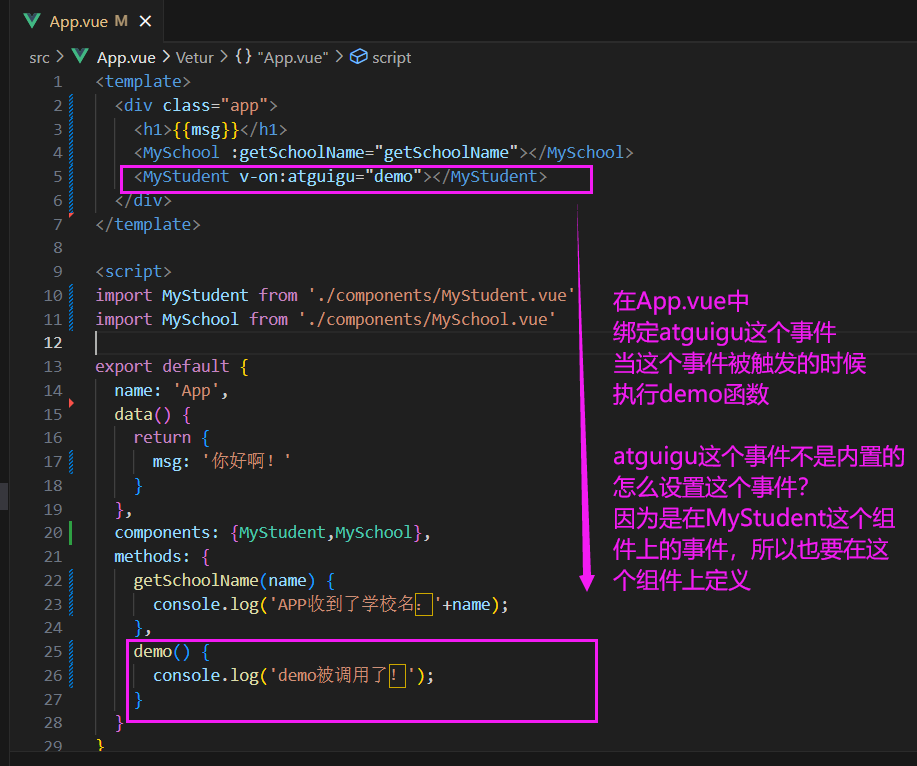 App.vue M ×
src > App.vue > Vetur > {} "App.vue" > script
1 <template>
2   <div class="app">
3     <h1>{{msg}}</h1>
4     <MySchool :getSchoolName="getSchoolName"></MySchool>
5     <MyStudent v-on:atguigu="demo"></MyStudent>
6   </div>
7 </template>
8
9 <script>
10 import MyStudent from './components/MyStudent.vue'
11 import MySchool from './components/MySchool.vue'
12
13 export default {
14   name: 'App',
15   data() {
16     return {
17       msg: '你好啊！'
18     }
19   },
20   components: {MyStudent,MySchool},
21   methods: {
22     getSchoolName(name) {
23       console.log('APP收到了学校名：'+name);
24     },
25     demo() {
26       console.log('demo被调用了！');
27     }
28   }
29 }
在App.vue中
绑定atguigu这个事件
当这个事件被触发的时候
执行demo函数
atguigu这个事件不是内置的
怎么设置这个事件？
因为是在MyStudent这个组
件上的事件，所以也要在这
个组件上定义